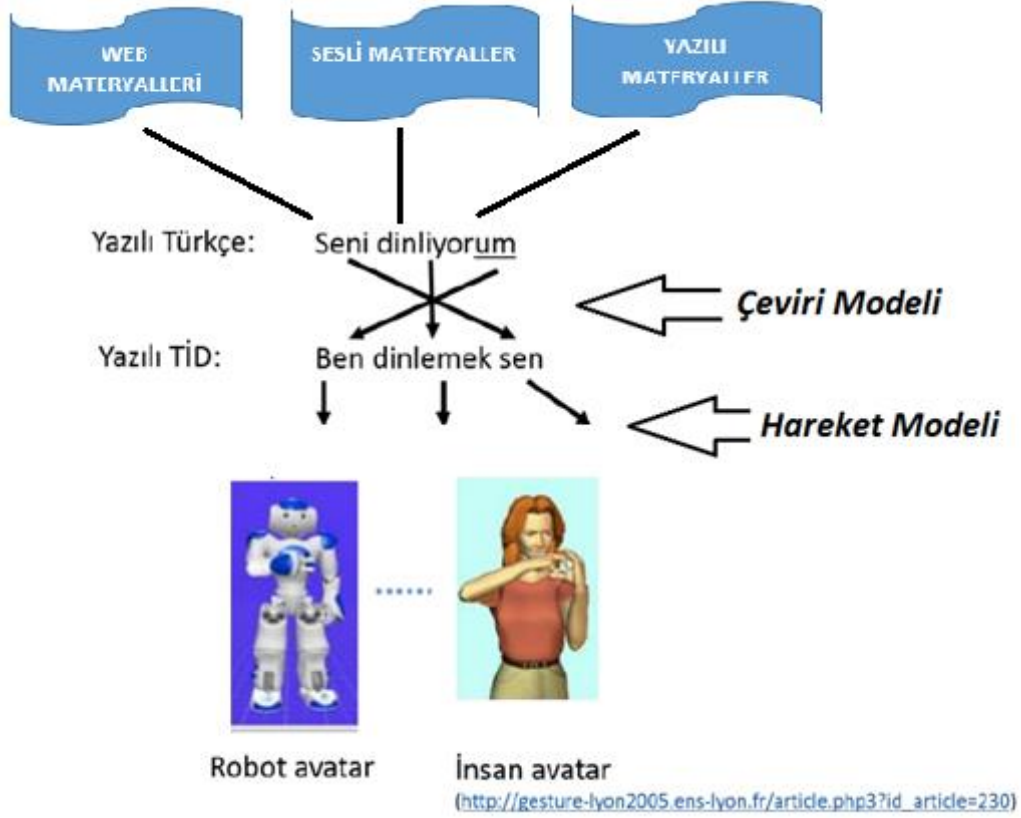 WEB
MATERYALLERİ
SESLİ MATERYALLER
YAZILI
MATERYALLER
Yazılı Türkçe: Seni dinliyorum
Çeviri Modeli
Yazılı TİD: Ben dinlemek sen
Hareket Modeli
Robot avatar
İnsan avatar
(http://gesture-lyon2005.ens-lyon.fr/article.php3?id_article=230)